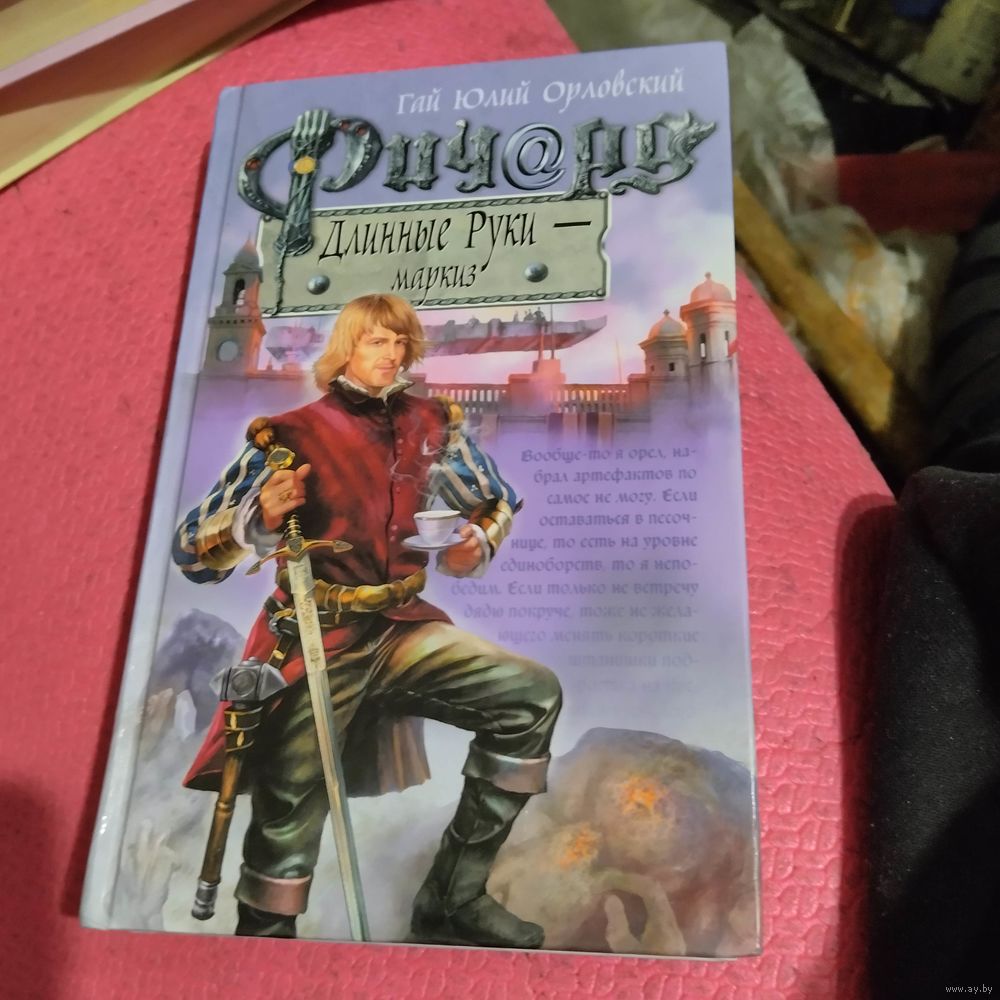 Гай Юлий Орловский
Ричард
Длинные Руки —
маркиз
Вообще-то я орел, на-
брал артефактов по
самое не могу. Если
оставаться в песоч-
нице, то есть на уровне
единоборств, то я непо-
бедим. Если только не встречу
дядю покруче, тоже не жела-
ющего менять короткие
штанишки под-
www.ay.by